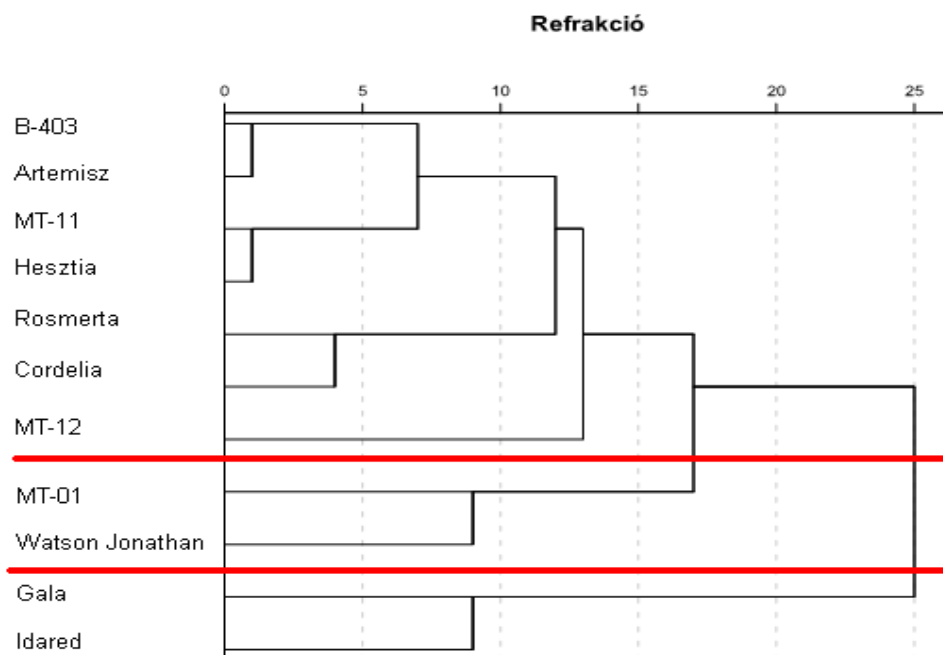 Refrakció
0 5 10 15 20 25
B-403
Artemisz
MT-11
Hesztia
Rosmerta
Cordelia
MT-12
MT-01
Watson Jonathan
Gala
Idared